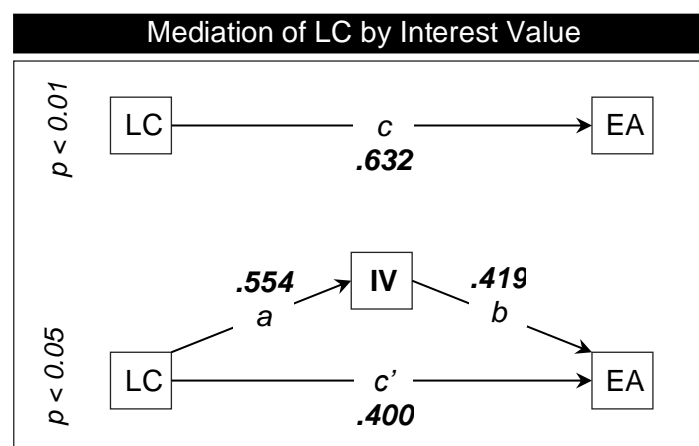 Mediation of LC by Interest Value
p < 0.01
LC
c
EA
.632
.554
IV
.419
a
b
p < 0.05
LC
c’
EA
.400